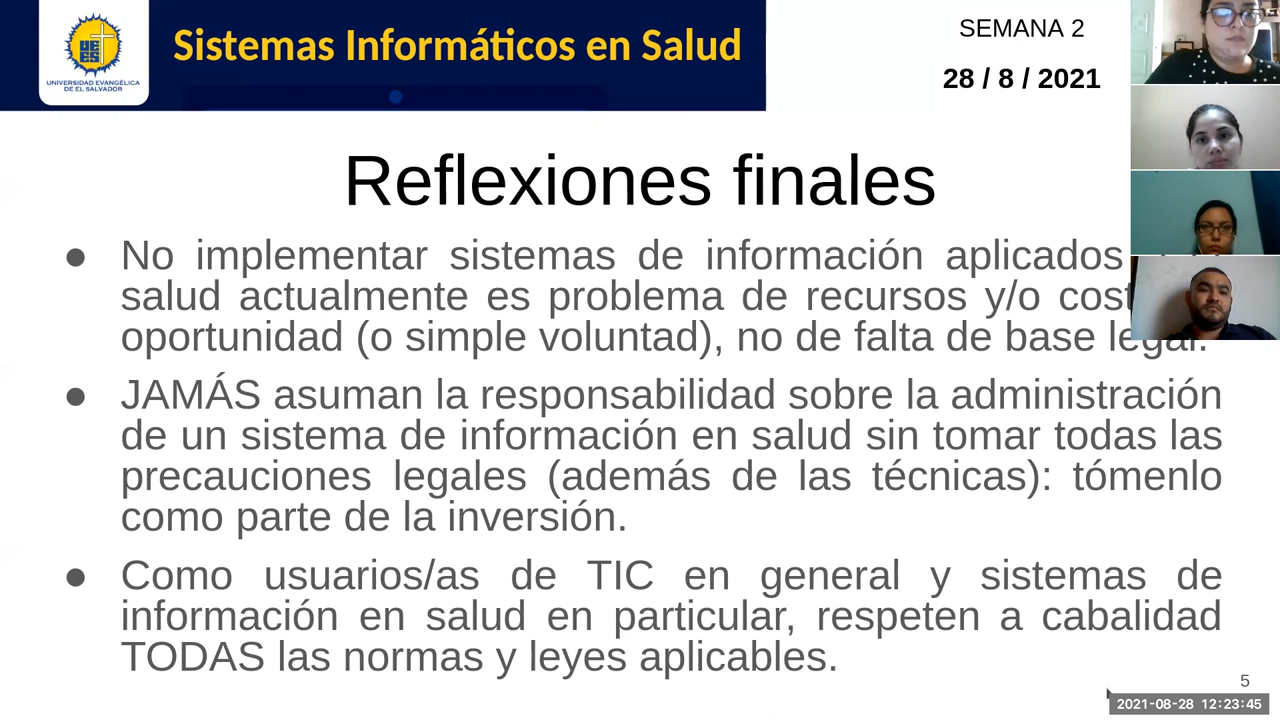 Sistemas Informáticos en Salud
UEES
UNIVERSIDAD EVANGÉLICA
DE EL SALVADOR
SEMANA 2
28 / 8 / 2021
Reflexiones finales
● No implementar sistemas de información aplicados
salud actualmente es problema de recursos y/o
oportunidad (o simple voluntad), no de falta de base legal.
● JAMÁS asuman la responsabilidad sobre la administración
de un sistema de información en salud sin tomar todas las
precauciones legales (además de las técnicas): tómenlo
como parte de la inversión.
● Como usuarios/as de TIC en general y sistemas de
información en salud en particular, respeten a cabalidad
TODAS las normas y leyes aplicables.
5
2021-08-28 12:23:45